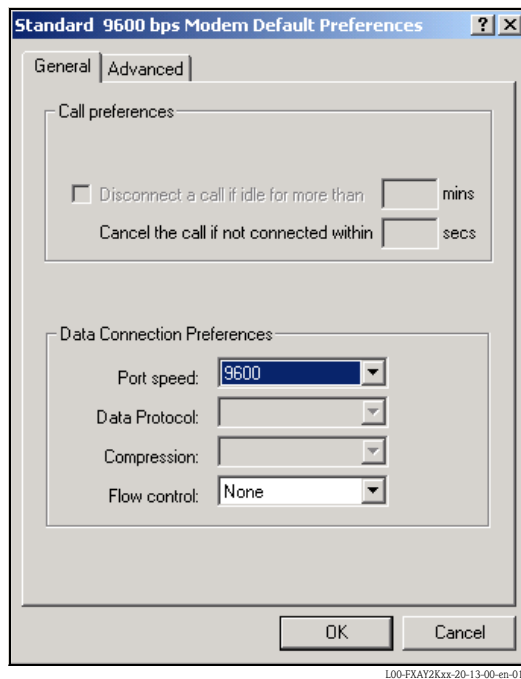 Standard 9600 bps Modem Default Preferences ? X
General Advanced
Call preferences
Disconnect a call if idle for more than mins
Cancel the call if not connected within secs
Data Connection Preferences
Port speed: 9600
Data Protocol:
Compression:
Flow control: None
OK Cancel
L00-FXAY2Kxx-20-13-00-en-01